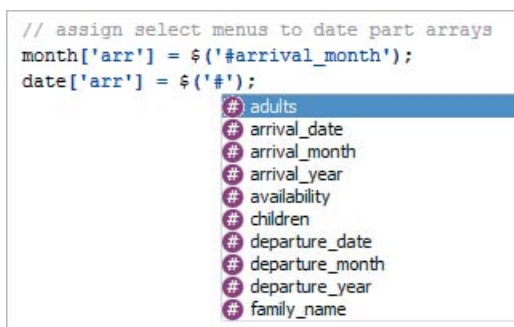 // assign select menus to date part arrays
month['arr'] = $('#arrival_month');
date['arr'] = $('#');
# adults
# arrival_date
# arrival_month
# arrival_year
# availability
# children
# departure_date
# departure_month
# departure_year
# family_name